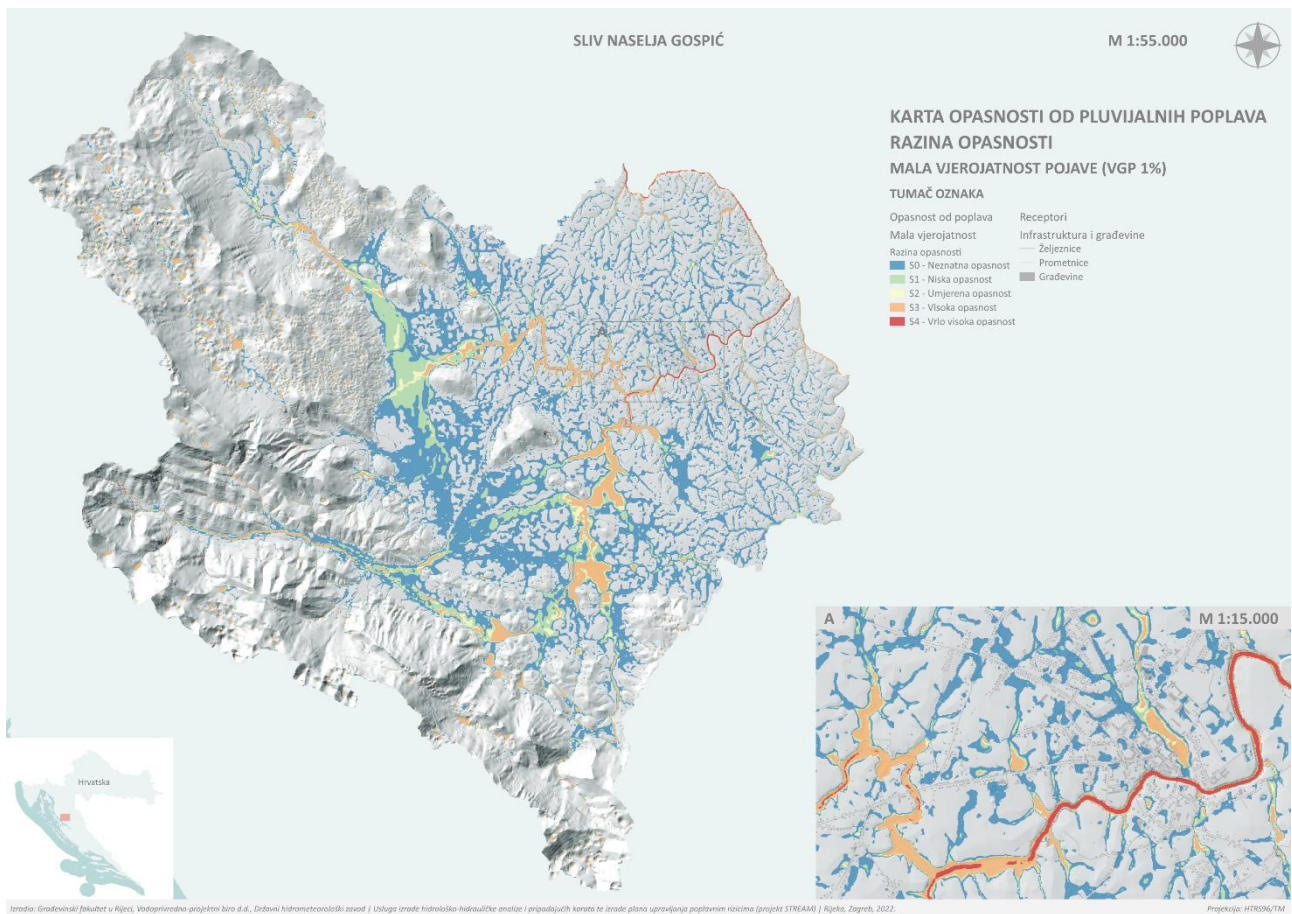 SLIV NASELJA GOSPIĆ
M 1:55.000
KARTA OPASNOSTI OD PLUVIJALNIH POPLAVA
RAZINA OPASNOSTI
MALA VJEROJATNOST POJAVE (VGP 1%)
TUMAČ OZNAKA
Opasnost od poplava
Mala vjerojatnost
Razina opasnosti
S0 - Neznatna opasnost
S1 - Niska opasnost
S2 - Umjerena opasnost
S3 - Visoka opasnost
S4 - Vrlo visoka opasnost
Receptori
Infrastruktura i građevine
Željeznice
Prometnice
Građevine
A
A
M 1:15.000
Hrvatska
Izradio: Građevinski fakultet u Rijeci, Vodoprivredno-projektni biro d.d., Državni hidrometeorološki zavod | Usluga izrade hidrološko-hidrauličke analize i pripadajućih karata te izrade plana upravljanja poplavnim rizicima (projekt STREAM) | Rijeka, Zagreb, 2022.
Projekcija: HTRS96/TM